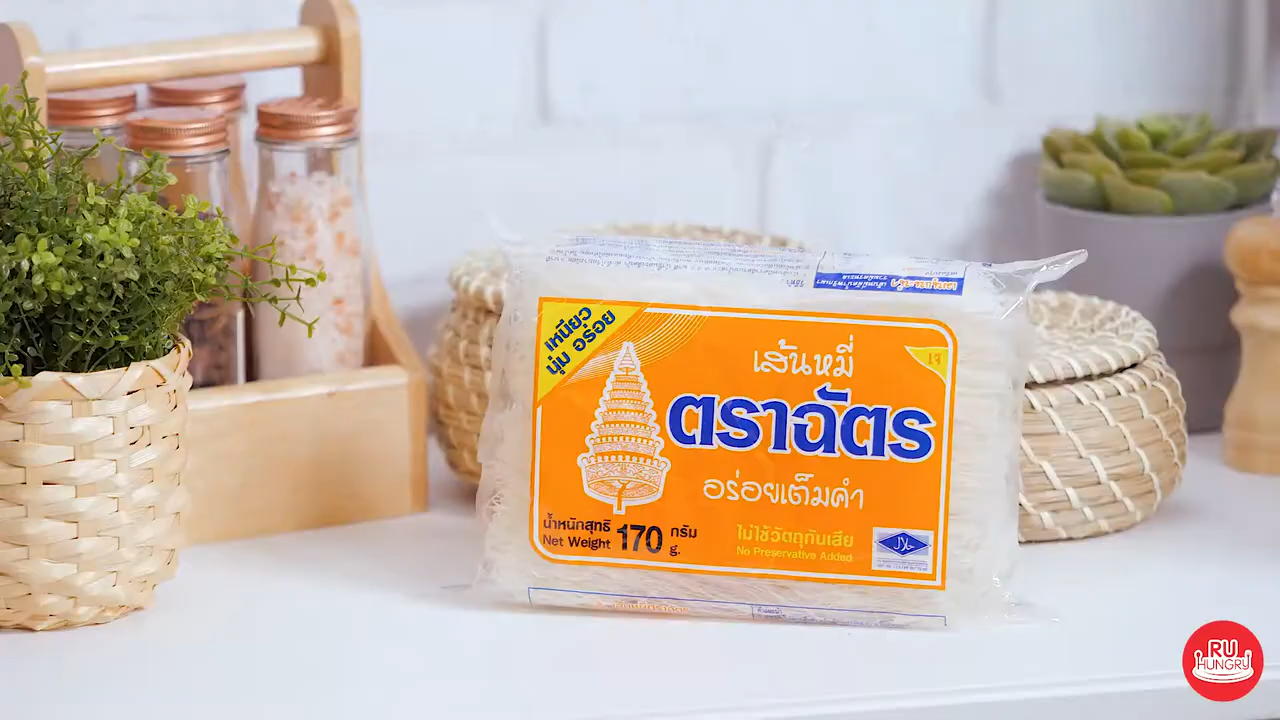 เหนียว
นุ่ม อร่อย
เส้นหมี่
เจ
ตราฉัตร
อร่อยเต็มคำ
น้ำหนักสุทธิ 170 กรัม
Net Weight g.
ไม่ใช้วัตถุกันเสีย
No Preservative Added
RU
HUNGRY